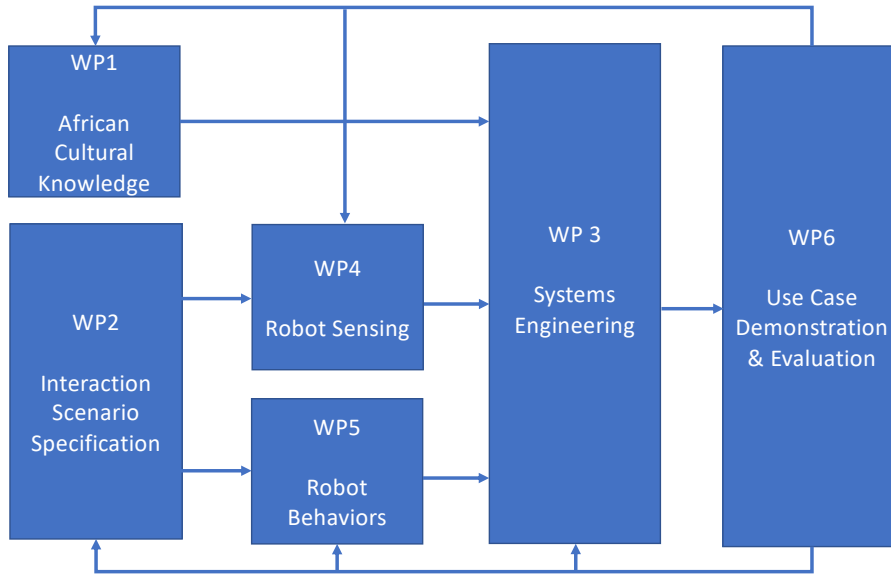 WP1
African
Cultural
Knowledge
WP2
Interaction
Scenario
Specification
WP4
Robot Sensing
WP5
Robot
Behaviors
WP 3
Systems
Engineering
WP6
Use Case
Demonstration
& Evaluation